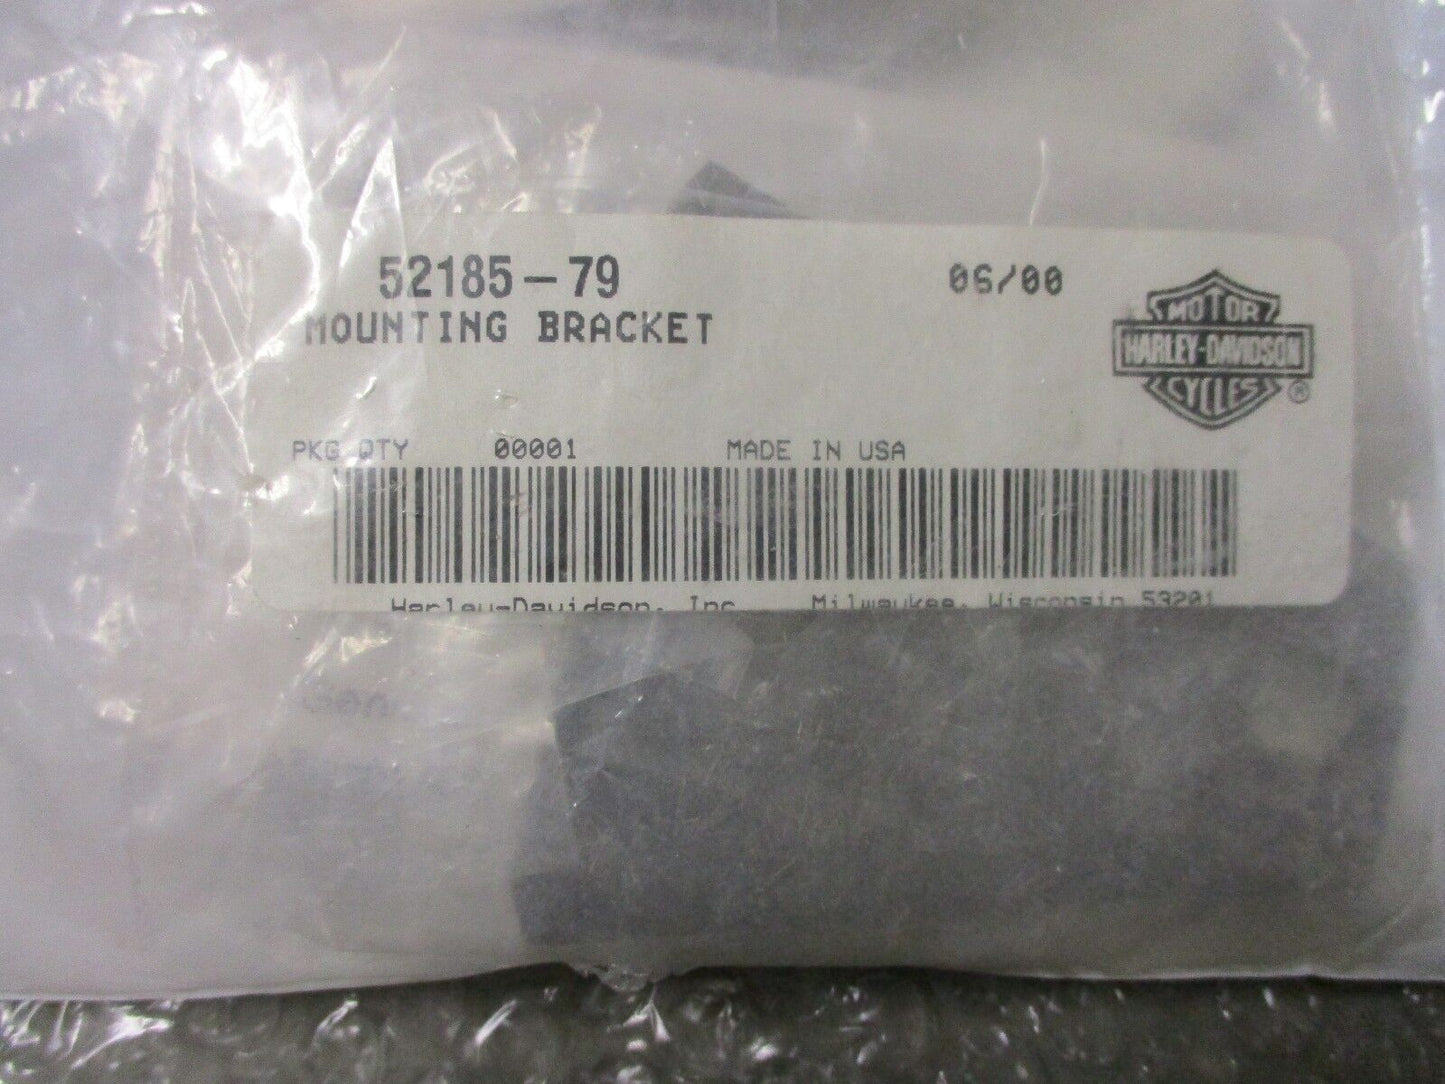 52185-79 06/00
MOUNTING BRACKET
MOTOR
HARLEY-DAVIDSON
CYCLES ®
PKG QTY 00001 MADE IN USA
Harley-Davidson, Inc Milwaukee, Wisconsin 53201